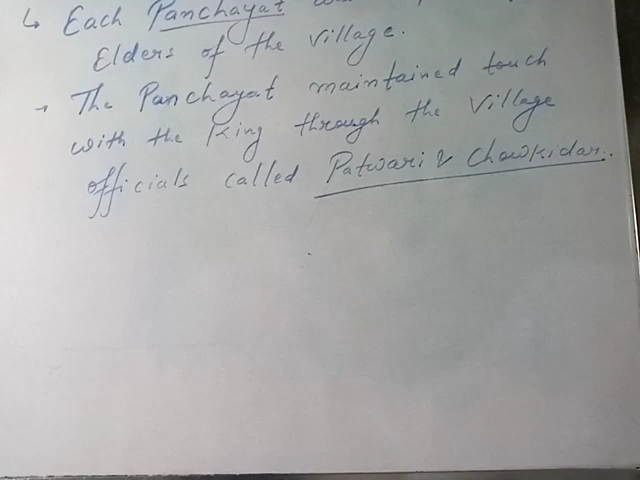 ↳ Each Panchayat
Elders of the Village.
→ The Panchayat maintained touch
with the King through the Village
officials called Patwari & Chowkidar.